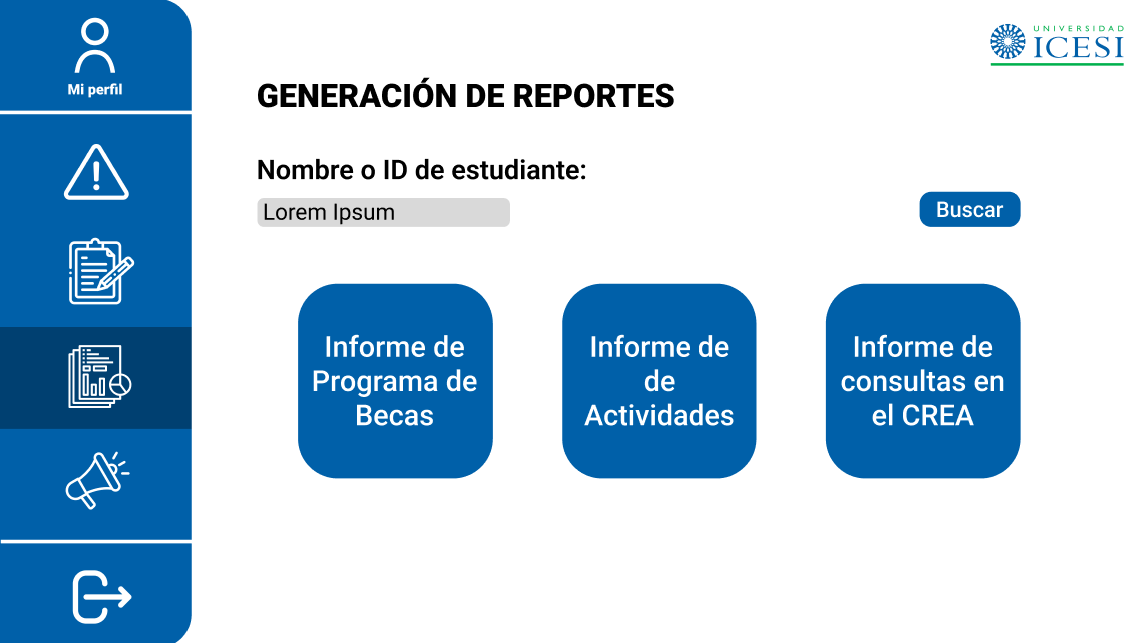 Mi perfil
UNIVERSIDAD
ICESI
GENERACIÓN DE REPORTES
Nombre o ID de estudiante:
Lorem Ipsum
Buscar
Informe de
Programa de
Becas
Informe de
de
Actividades
Informe de
consultas en
el CREA